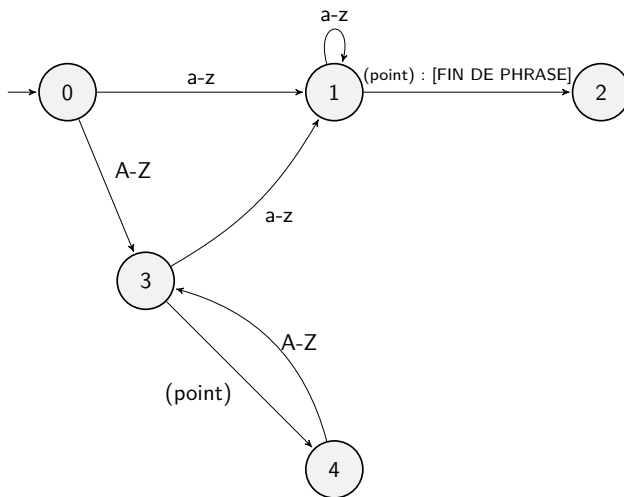 a-z
0
a-z
1
(point) : [FIN DE PHRASE]
2
A-Z
a-z
3
A-Z
(point)
4